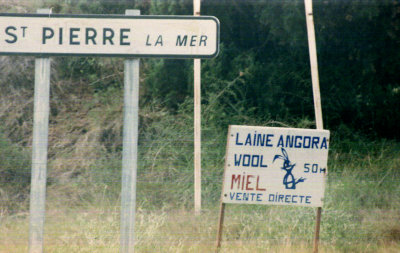 ST PIERRE LA MER
LAINE ANGORA
WOOL 50M
MIEL
VENTE DIRECTE